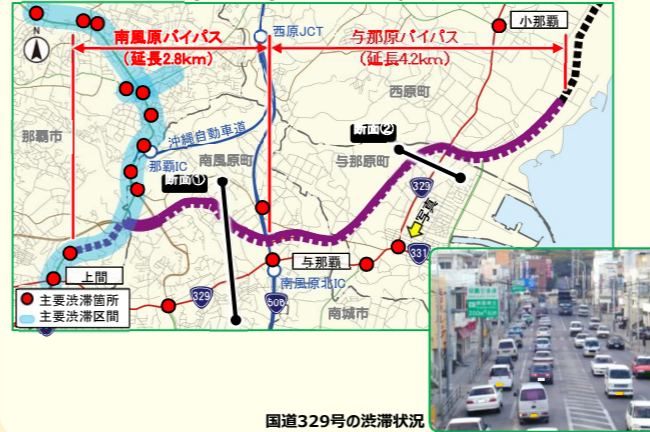 南風原バイパス
（延長2.8km）
与那原バイパス
（延長4.2km）
小那覇
西原JCT
西原町
那覇市
沖縄自動車道
断面②
那覇IC
南風原町
与那原町
断面①
329
写真
331
上間
与那覇
南風原北IC
329
506
南城市
主要渋滞箇所
主要渋滞区間
国道329号の渋滞状況